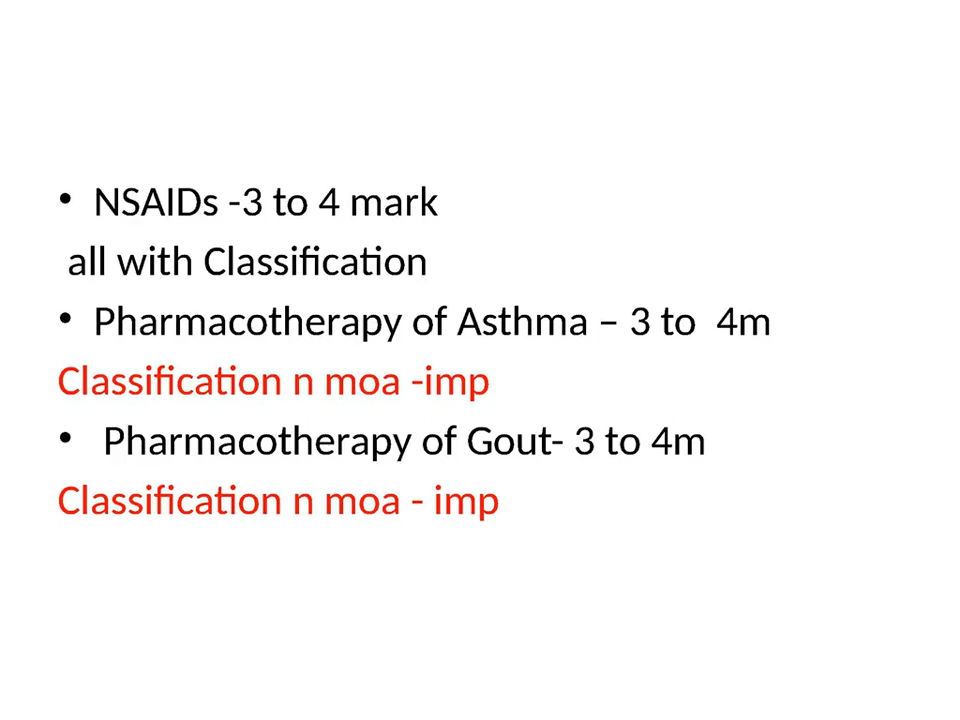 • NSAIDs -3 to 4 mark
all with Classification
• Pharmacotherapy of Asthma – 3 to 4m
Classification n moa -imp
• Pharmacotherapy of Gout- 3 to 4m
Classification n moa - imp